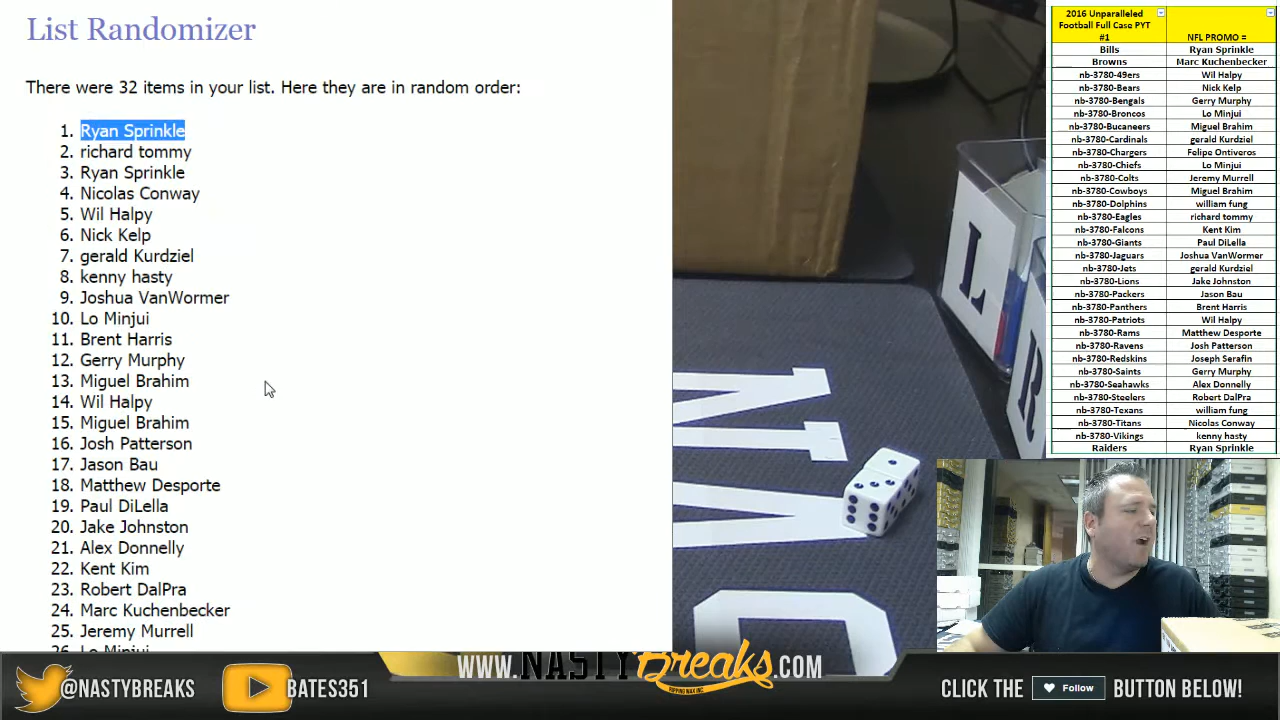 List Randomizer
There were 32 items in your list. Here they are in random order:
1. Ryan Sprinkle
2. richard tommy
3. Ryan Sprinkle
4. Nicolas Conway
5. Wil Halpy
6. Nick Kelp
7. gerald Kurdziel
8. kenny hasty
9. Joshua VanWormer
10. Lo Minjui
11. Brent Harris
12. Gerry Murphy
13. Miguel Brahim
14. Wil Halpy
15. Miguel Brahim
16. Josh Patterson
17. Jason Bau
18. Matthew Desporte
19. Paul DiLella
20. Jake Johnston
21. Alex Donnelly
22. Kent Kim
23. Robert DalPra
24. Marc Kuchenbecker
25. Jeremy Murrell
26. Lo Minjui
L
R
N
2016 Unparalleled
Football Full Case PYT
#1 NFL PROMO =
Bills Ryan Sprinkle
Browns Marc Kuchenbecker
nb-3780-49ers Wil Halpy
nb-3780-Bears Nick Kelp
nb-3780-Bengals Gerry Murphy
nb-3780-Broncos Lo Minjui
nb-3780-Bucaneers Miguel Brahim
nb-3780-Cardinals gerald Kurdziel
nb-3780-Chargers Felipe Ontiveros
nb-3780-Chiefs Lo Minjui
nb-3780-Colts Jeremy Murrell
nb-3780-Cowboys Miguel Brahim
nb-3780-Dolphins william fung
nb-3780-Eagles richard tommy
nb-3780-Falcons Kent Kim
nb-3780-Giants Paul DiLella
nb-3780-Jaguars Joshua VanWormer
nb-3780-Jets gerald Kurdziel
nb-3780-Lions Jake Johnston
nb-3780-Packers Jason Bau
nb-3780-Panthers Brent Harris
nb-3780-Patriots Wil Halpy
nb-3780-Rams Matthew Desporte
nb-3780-Ravens Josh Patterson
nb-3780-Redskins Joseph Serafin
nb-3780-Saints Gerry Murphy
nb-3780-Seahawks Alex Donnelly
nb-3780-Steelers Robert DalPra
nb-3780-Texans william fung
nb-3780-Titans Nicolas Conway
nb-3780-Vikings kenny hasty
Raiders Ryan Sprinkle
@NASTYBREAKS
BATES351
WWW.NASTYBreaks.COM
RIPPING WAX INC
CLICK THE Follow BUTTON BELOW!